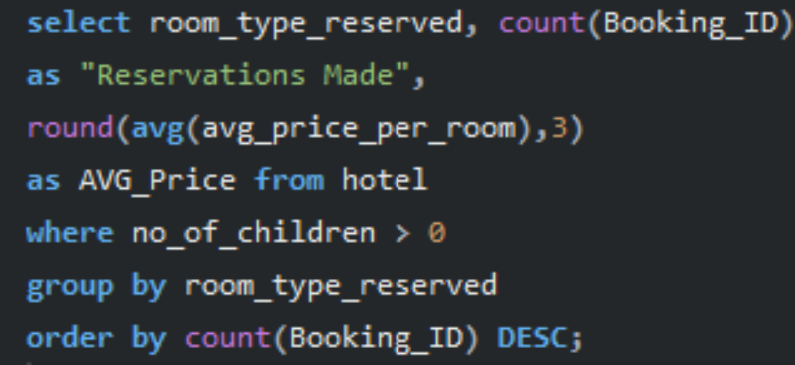 select room_type_reserved, count(Booking_ID)
as "Reservations Made",
round(avg(avg_price_per_room),3)
as AVG_Price from hotel
where no_of_children > 0
group by room_type_reserved
order by count(Booking_ID) DESC;